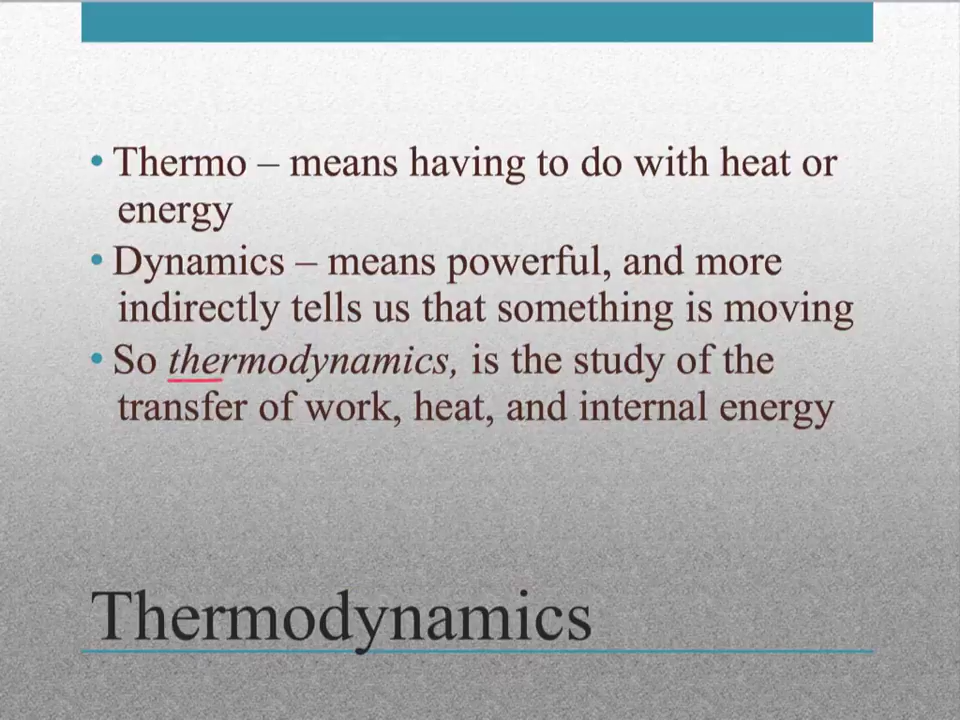 • Thermo – means having to do with heat or
energy
• Dynamics – means powerful, and more
indirectly tells us that something is moving
• So thermodynamics, is the study of the
transfer of work, heat, and internal energy
Thermodynamics